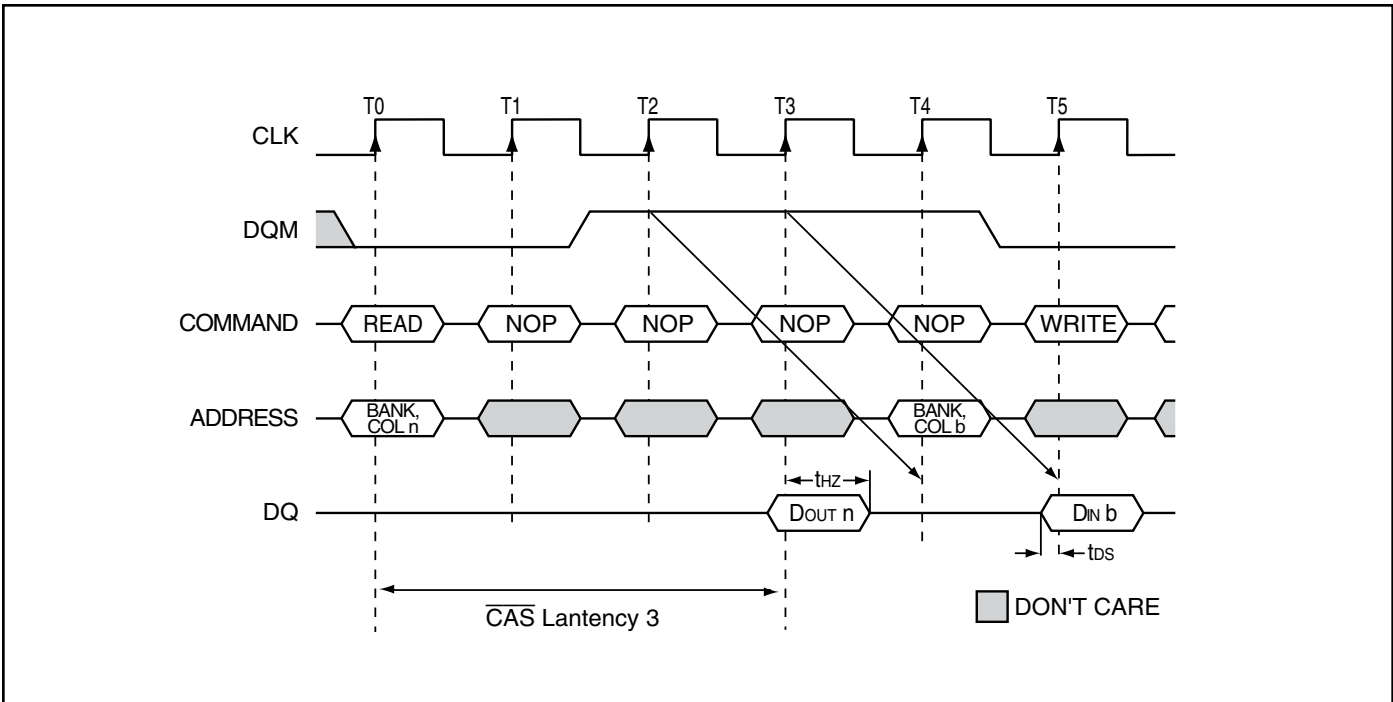 T0 T1 T2 T3 T4 T5
CLK
DQM
COMMAND READ NOP NOP NOP NOP WRITE
ADDRESS BANK, COL n BANK, COL b
tHZ
DQ DOUT n DIN b
tDS
CAS Lantency 3
DON'T CARE